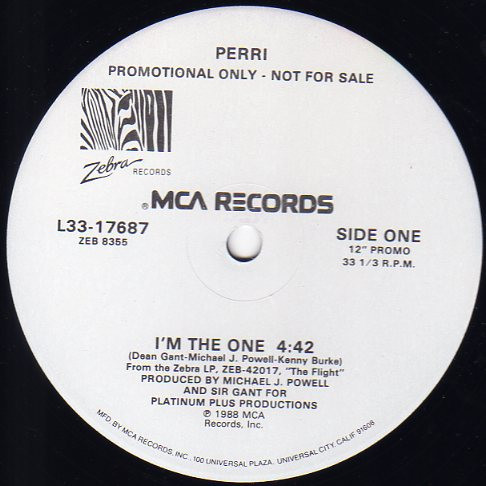 PERRI
PROMOTIONAL ONLY - NOT FOR SALE
Zebra RECORDS
®MCA RECORDS
L33-17687
ZEB 8355
SIDE ONE
12" PROMO
33 1/3 R.P.M.
I'M THE ONE 4:42
(Dean Gant-Michael J. Powell-Kenny Burke)
From the Zebra LP, ZEB-42017, "The Flight"
PRODUCED BY MICHAEL J. POWELL
AND SIR GANT FOR
PLATINUM PLUS PRODUCTIONS
℗ 1988 MCA
Records, Inc.
MFD BY MCA RECORDS, INC., 100 UNIVERSAL PLAZA, UNIVERSAL CITY, CALIF 91608